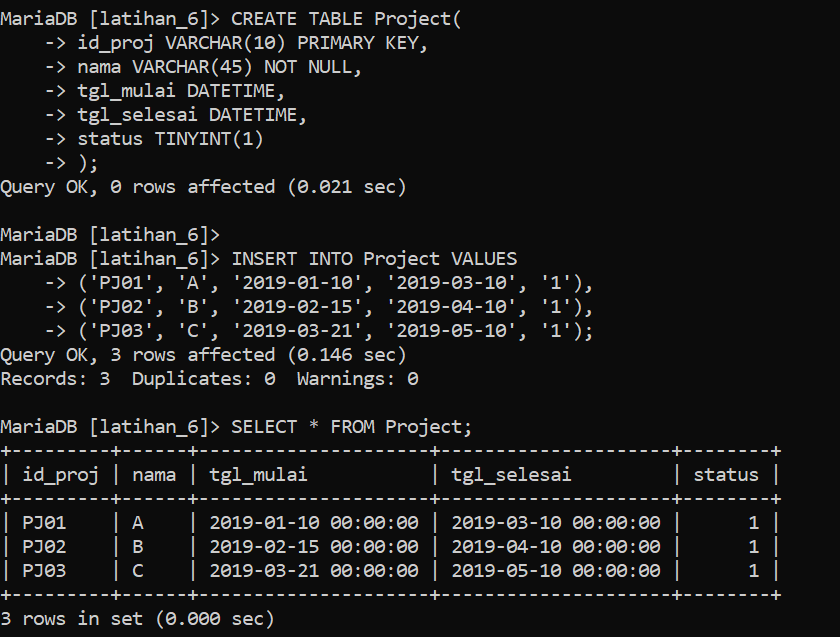 MariaDB [latihan_6]> CREATE TABLE Project(
    -> id_proj VARCHAR(10) PRIMARY KEY,
    -> nama VARCHAR(45) NOT NULL,
    -> tgl_mulai DATETIME,
    -> tgl_selesai DATETIME,
    -> status TINYINT(1)
    -> );
Query OK, 0 rows affected (0.021 sec)

MariaDB [latihan_6]>
MariaDB [latihan_6]> INSERT INTO Project VALUES
    -> ('PJ01', 'A', '2019-01-10', '2019-03-10', '1'),
    -> ('PJ02', 'B', '2019-02-15', '2019-04-10', '1'),
    -> ('PJ03', 'C', '2019-03-21', '2019-05-10', '1');
Query OK, 3 rows affected (0.146 sec)
Records: 3  Duplicates: 0  Warnings: 0

MariaDB [latihan_6]> SELECT * FROM Project;
+---------+------+---------------------+---------------------+--------+
| id_proj | nama | tgl_mulai           | tgl_selesai         | status |
+---------+------+---------------------+---------------------+--------+
| PJ01    | A    | 2019-01-10 00:00:00 | 2019-03-10 00:00:00 |      1 |
| PJ02    | B    | 2019-02-15 00:00:00 | 2019-04-10 00:00:00 |      1 |
| PJ03    | C    | 2019-03-21 00:00:00 | 2019-05-10 00:00:00 |      1 |
+---------+------+---------------------+---------------------+--------+
3 rows in set (0.000 sec)